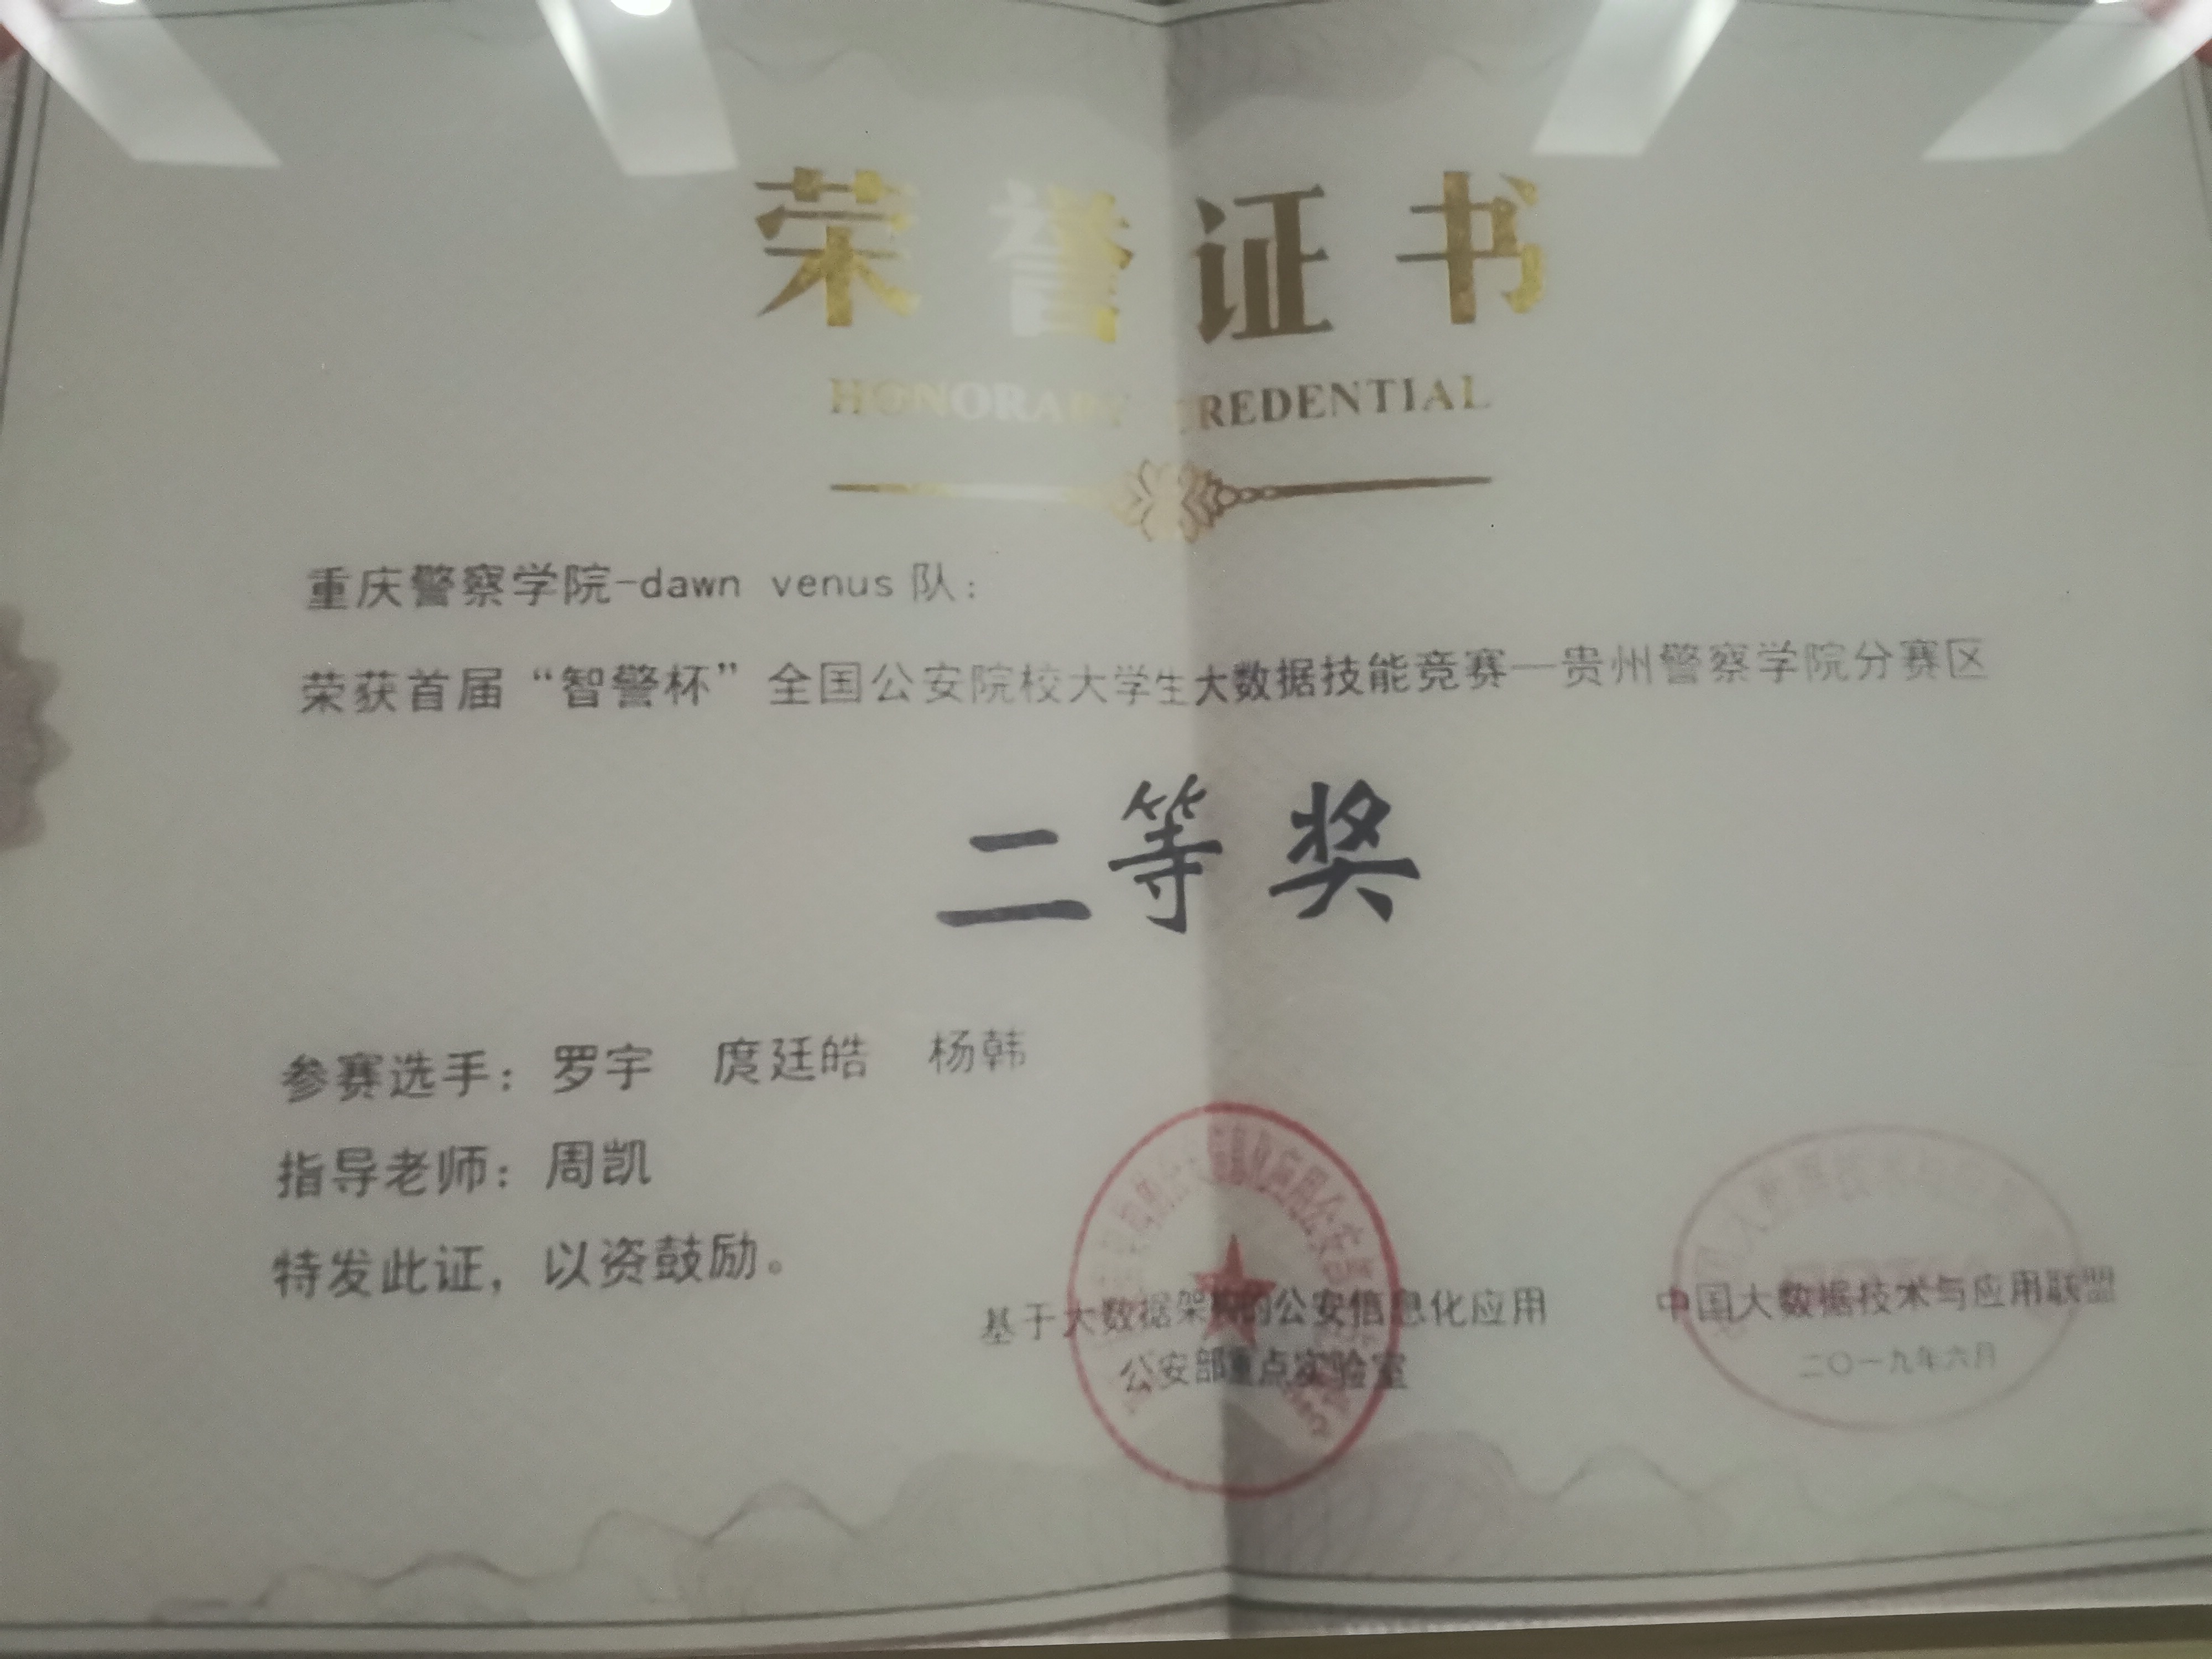 荣誉证书
HONORARY CREDENTIAL
重庆警察学院-dawn venus队：
荣获首届“智警杯”全国公安院校大学生大数据技能竞赛—贵州警察学院分赛区
二等奖
参赛选手：罗宇 庹廷皓 杨韩
指导老师：周凯
特发此证，以资鼓励。
基于大数据架构的公安信息化应用
公安部重点实验室
中国大数据技术与应用联盟
二〇一九年六月